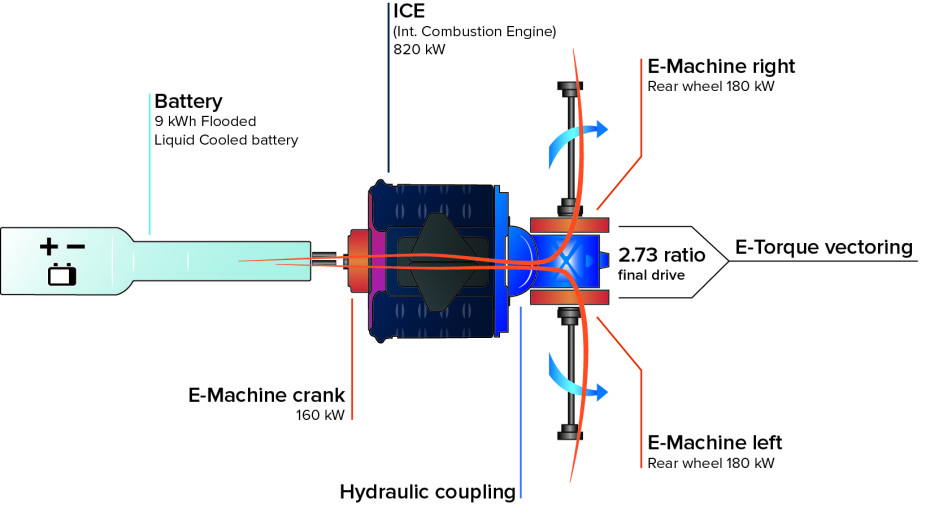 ICE
(Int. Combustion Engine)
820 kW
E-Machine right
Rear wheel 180 kW
Battery
9 kWh Flooded
Liquid Cooled battery
+ −
2.73 ratio
final drive
E-Torque vectoring
E-Machine crank
160 kW
E-Machine left
Rear wheel 180 kW
Hydraulic coupling